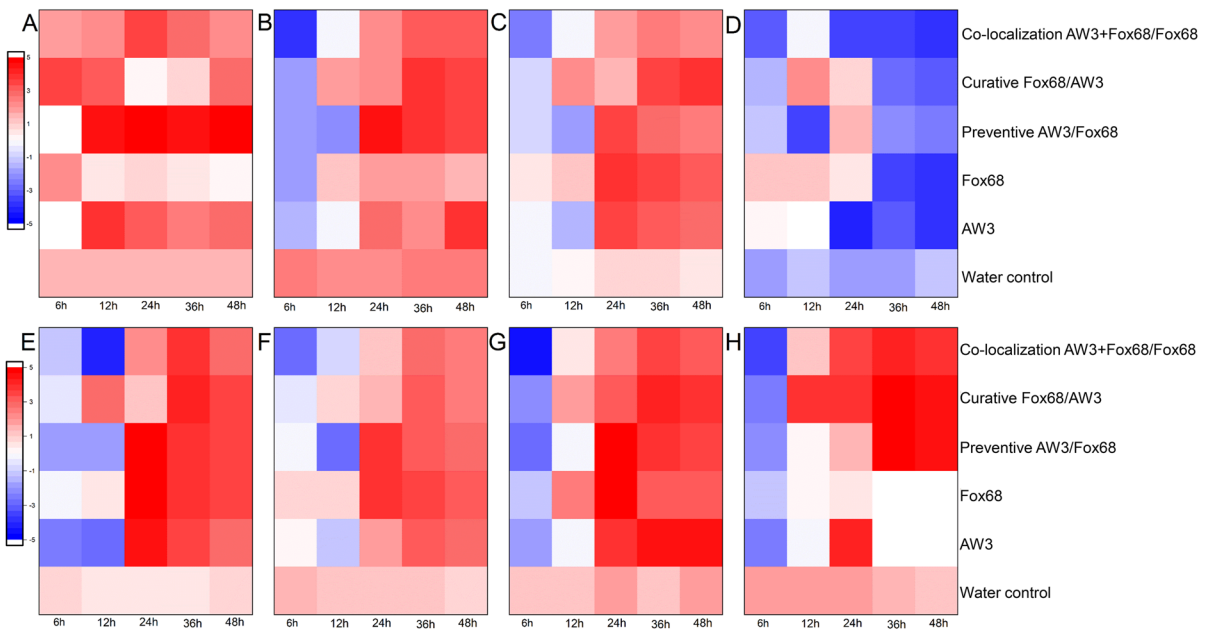 A
B
C
D
5
3
1
-1
-3
-5
Co-localization AW3+Fox68/Fox68
Curative Fox68/AW3
Preventive AW3/Fox68
Fox68
AW3
Water control
6h 12h 24h 36h 48h
6h 12h 24h 36h 48h
6h 12h 24h 36h 48h
6h 12h 24h 36h 48h
E
F
G
H
5
3
1
-1
-3
-5
Co-localization AW3+Fox68/Fox68
Curative Fox68/AW3
Preventive AW3/Fox68
Fox68
AW3
Water control
6h 12h 24h 36h 48h
6h 12h 24h 36h 48h
6h 12h 24h 36h 48h
6h 12h 24h 36h 48h